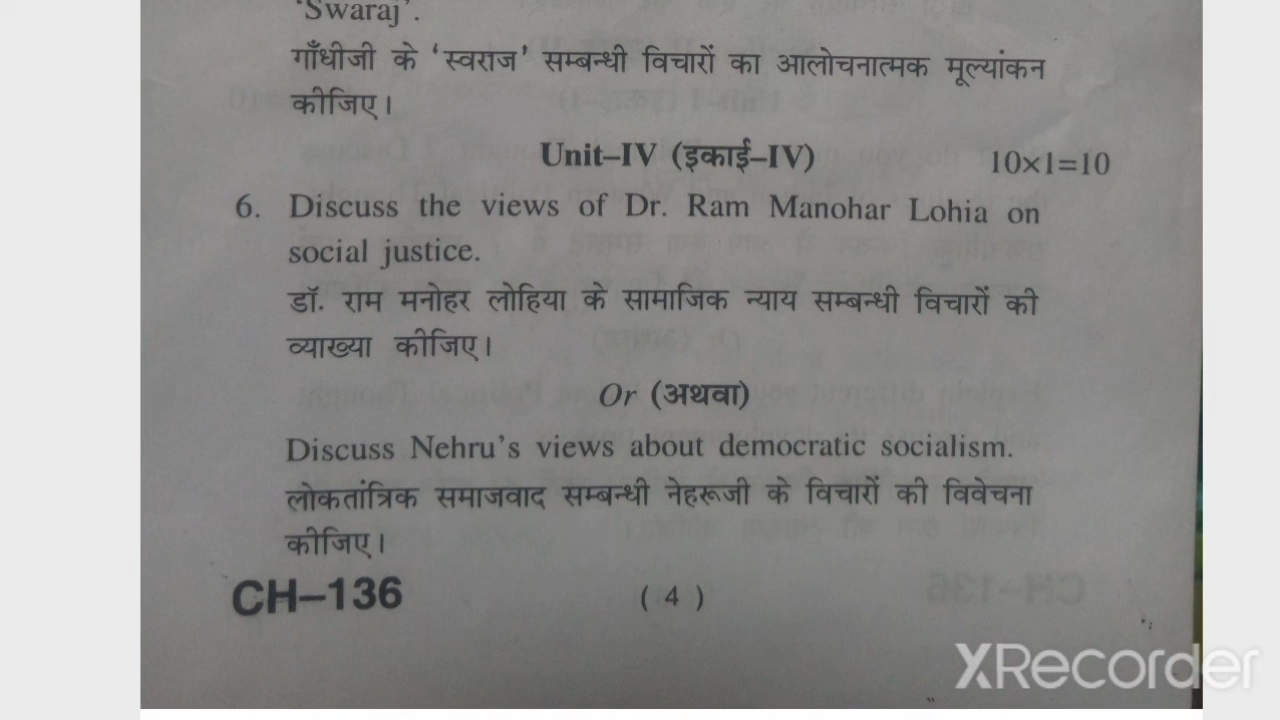 'Swaraj'.
गाँधीजी के 'स्वराज' सम्बन्धी विचारों का आलोचनात्मक मूल्यांकन
कीजिए।
Unit–IV (इकाई–IV) 10×1=10
6. Discuss the views of Dr. Ram Manohar Lohia on
social justice.
डॉ. राम मनोहर लोहिया के सामाजिक न्याय सम्बन्धी विचारों की
व्याख्या कीजिए।
Or (अथवा)
Discuss Nehru's views about democratic socialism.
लोकतांत्रिक समाजवाद सम्बन्धी नेहरूजी के विचारों की विवेचना
कीजिए।
CH–136 ( 4 )
XRecorder